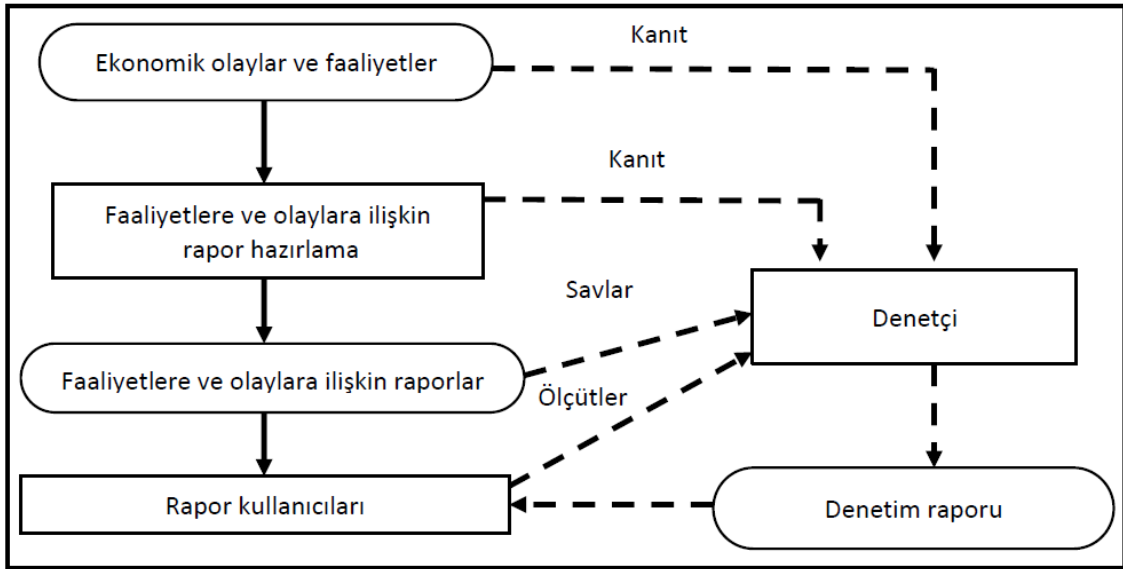 Kanıt
Ekonomik olaylar ve faaliyetler
Kanıt
Faaliyetlere ve olaylara ilişkin
rapor hazırlama
Savlar
Denetçi
Faaliyetlere ve olaylara ilişkin raporlar
Ölçütler
Rapor kullanıcıları
Denetim raporu